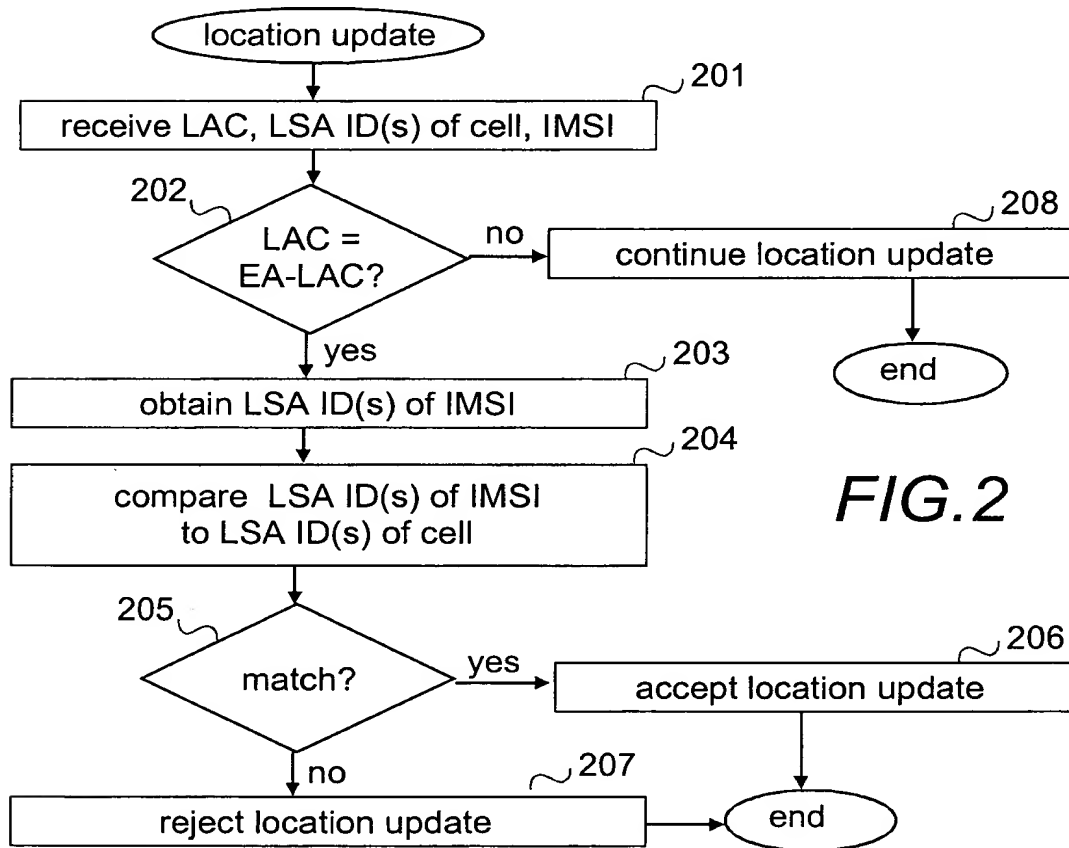 location update
201
receive LAC, LSA ID(s) of cell, IMSI
202
LAC =
EA-LAC?
no
208
continue location update
end
yes
203
obtain LSA ID(s) of IMSI
204
compare LSA ID(s) of IMSI
to LSA ID(s) of cell
FIG.2
205
match?
yes
206
accept location update
no
207
reject location update
end